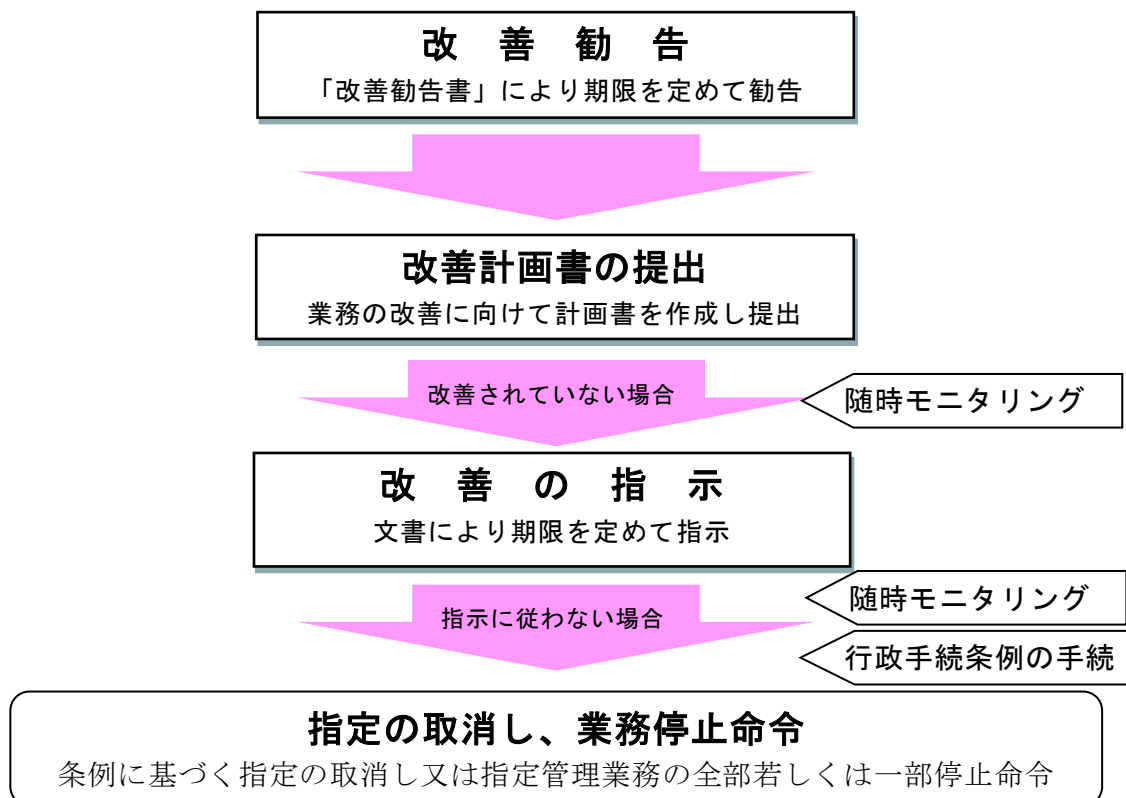 改善勧告
「改善勧告書」により期限を定めて勧告
改善計画書の提出
業務の改善に向けて計画書を作成し提出
改善されていない場合
随時モニタリング
改善の指示
文書により期限を定めて指示
随時モニタリング
指示に従わない場合
行政手続条例の手続
指定の取消し、業務停止命令
条例に基づく指定の取消し又は指定管理業務の全部若しくは一部停止命令